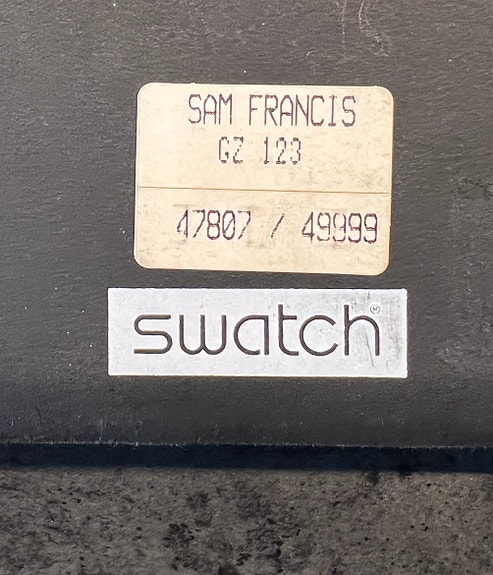 SAM FRANCIS
GZ 123
47807 / 49999
swatch